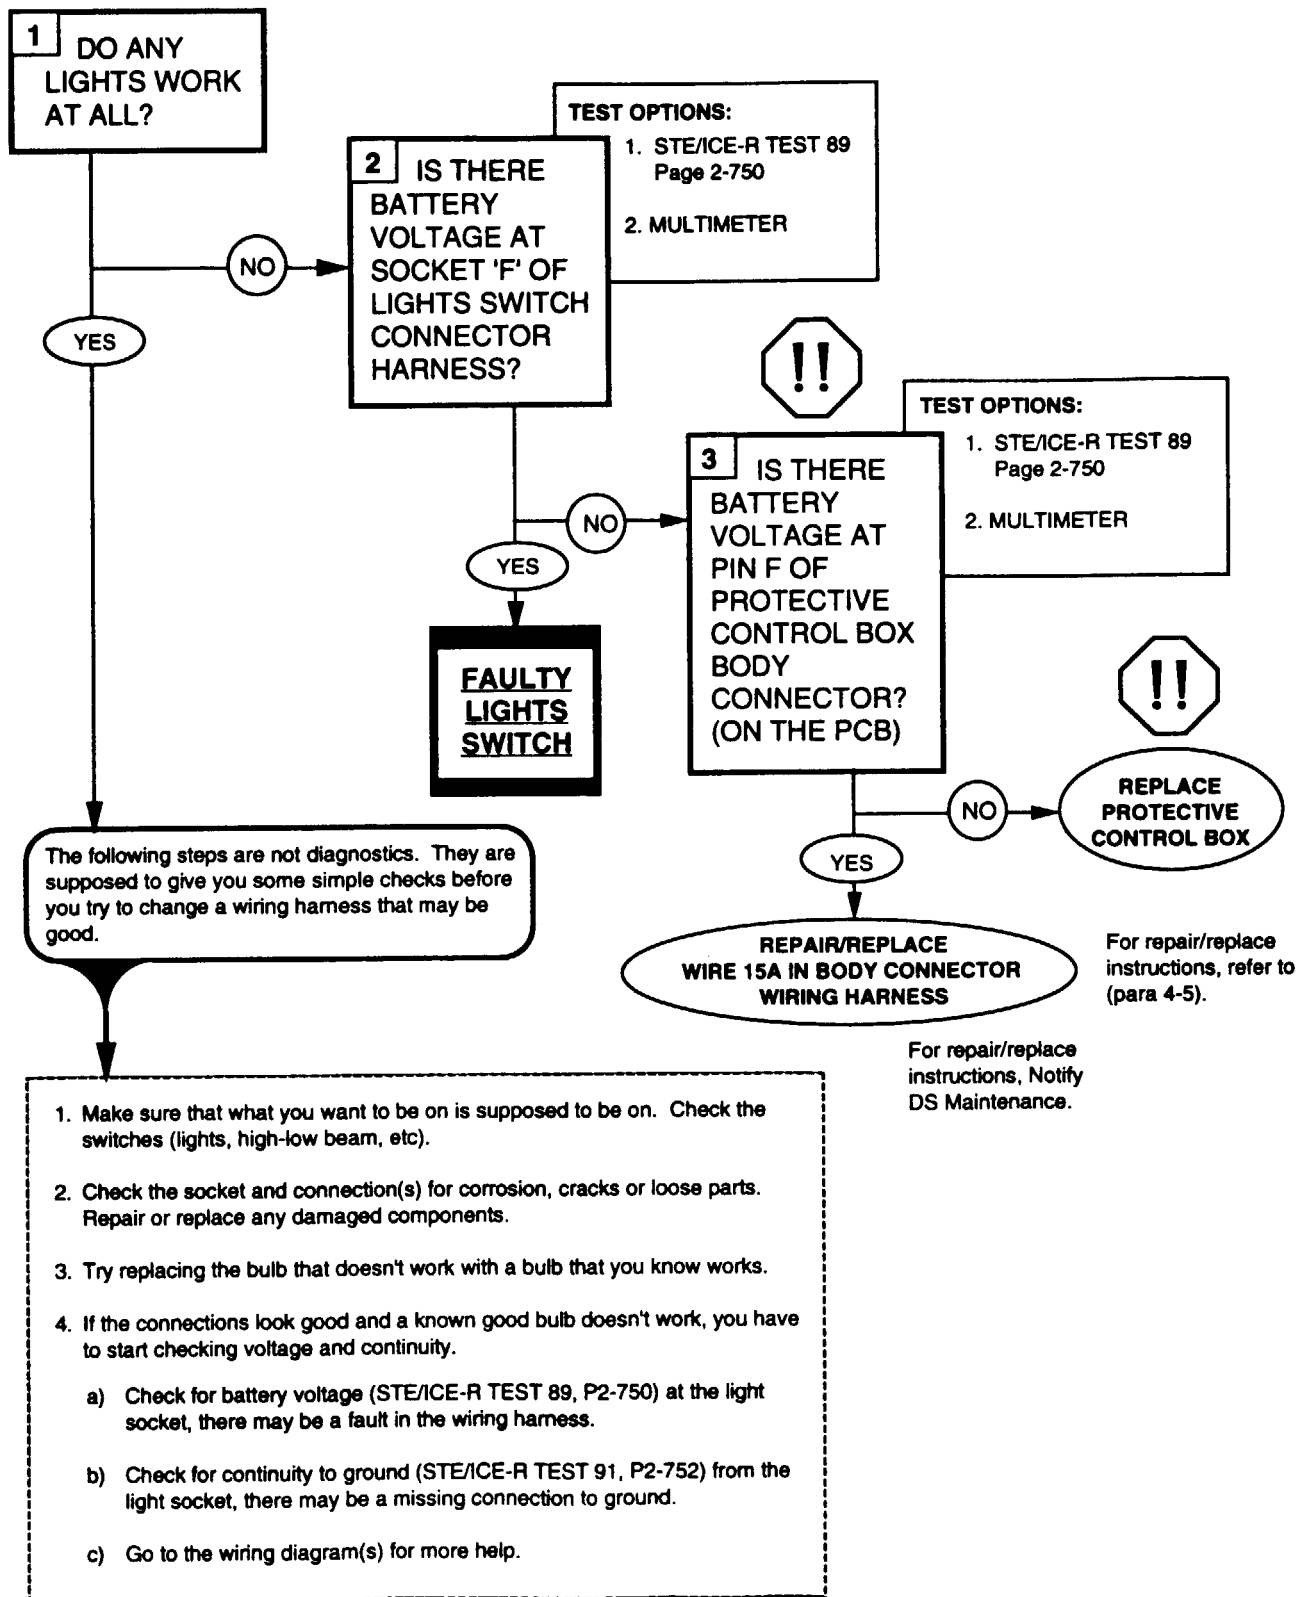 1 DO ANY
LIGHTS WORK
AT ALL?
TEST OPTIONS:
1. STE/ICE-R TEST 89
Page 2-750
2. MULTIMETER
2 IS THERE
BATTERY
VOLTAGE AT
SOCKET 'F' OF
LIGHTS SWITCH
CONNECTOR
HARNESS?
NO
YES
!!
TEST OPTIONS:
1. STE/ICE-R TEST 89
Page 2-750
2. MULTIMETER
3 IS THERE
BATTERY
VOLTAGE AT
PIN F OF
PROTECTIVE
CONTROL BOX
BODY
CONNECTOR?
(ON THE PCB)
NO
YES
FAULTY
LIGHTS
SWITCH
!!
REPLACE
PROTECTIVE
CONTROL BOX
NO
YES
For repair/replace
instructions, refer to
(para 4-5).
REPAIR/REPLACE
WIRE 15A IN BODY CONNECTOR
WIRING HARNESS
For repair/replace
instructions, Notify
DS Maintenance.
The following steps are not diagnostics. They are
supposed to give you some simple checks before
you try to change a wiring harness that may be
good.
1. Make sure that what you want to be on is supposed to be on. Check the
switches (lights, high-low beam, etc).
2. Check the socket and connection(s) for corrosion, cracks or loose parts.
Repair or replace any damaged components.
3. Try replacing the bulb that doesn't work with a bulb that you know works.
4. If the connections look good and a known good bulb doesn't work, you have
to start checking voltage and continuity.
a) Check for battery voltage (STE/ICE-R TEST 89, P2-750) at the light
socket, there may be a fault in the wiring harness.
b) Check for continuity to ground (STE/ICE-R TEST 91, P2-752) from the
light socket, there may be a missing connection to ground.
c) Go to the wiring diagram(s) for more help.